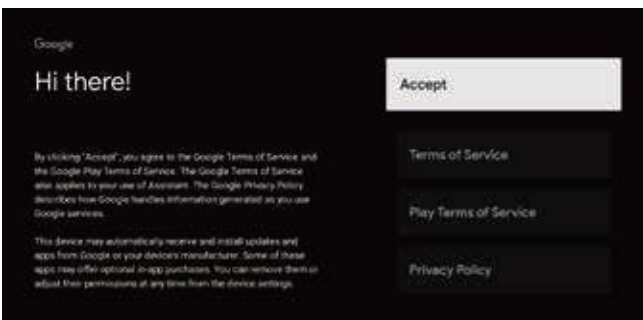 Google
Hi there!
By clicking "Accept", you agree to the Google Terms of Service and
the Google Play Terms of Service. The Google Terms of Service
also applies to your use of Assistant. The Google Privacy Policy
describes how Google handles information generated as you use
Google services.
This device may automatically receive and install updates and
apps from Google or your device's manufacturer. Some of these
apps may offer optional in-app purchases. You can remove them or
adjust their permissions at any time from the device settings.
Accept
Terms of Service
Play Terms of Service
Privacy Policy